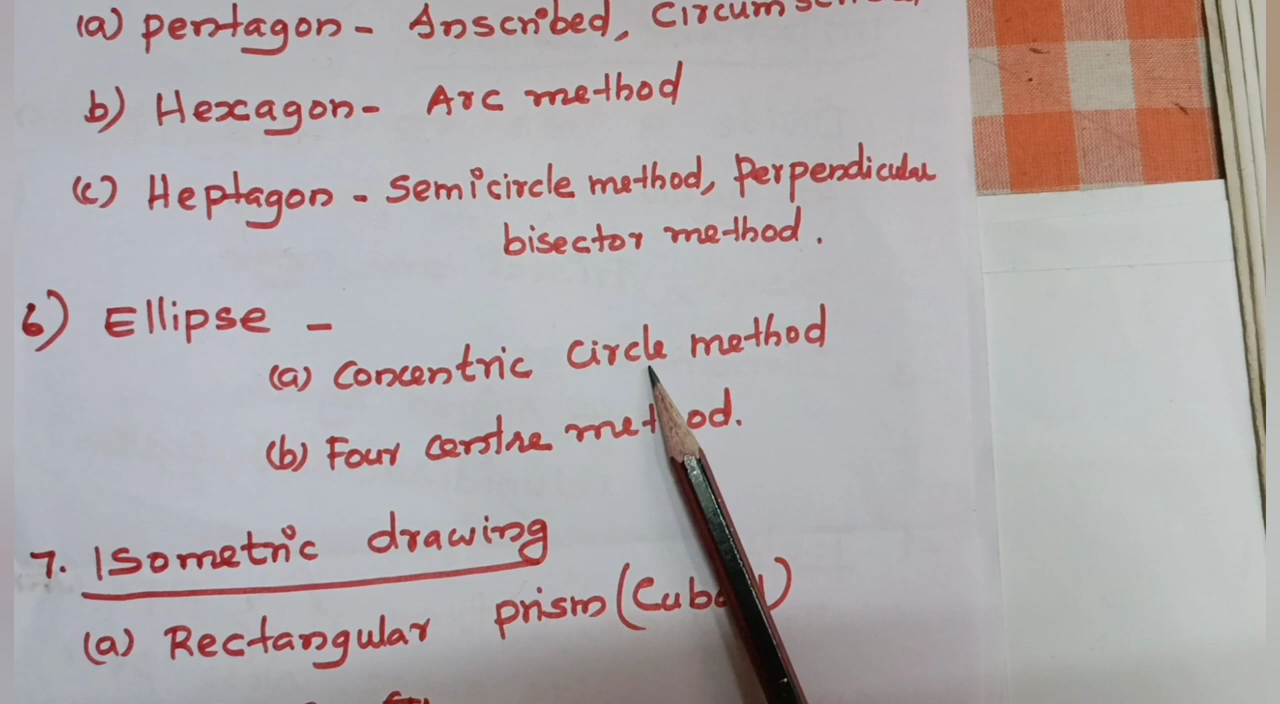 (a) pentagon - Inscribed,
b) Hexagon - Arc method
(c) Heptagon - Semicircle method, perpendicular
bisector method.
6) Ellipse -
(a) Concentric Circle method
(b) Four centre method.
7. Isometric drawing
(a) Rectangular prism (